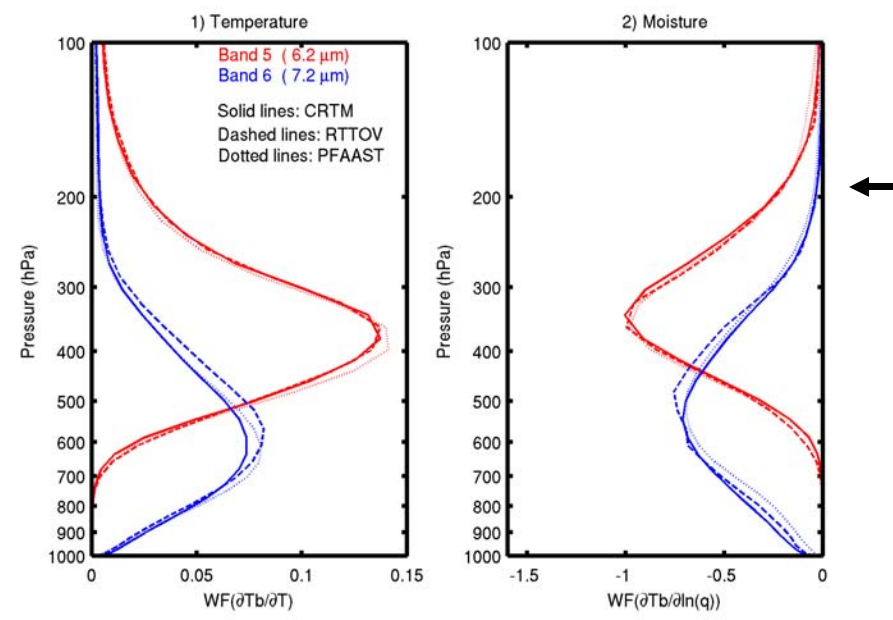 1) Temperature
2) Moisture
Band 5 ( 6.2 μm)
Band 6 ( 7.2 μm)
Solid lines: CRTM
Dashed lines: RTTOV
Dotted lines: PFAAST
Pressure (hPa)
100
200
300
400
500
600
700
800
900
1000
0
0.05
0.1
0.15
WF(∂Tb/∂T)
Pressure (hPa)
100
200
300
400
500
600
700
800
900
1000
-1.5
-1
-0.5
0
WF(∂Tb/∂ln(q))